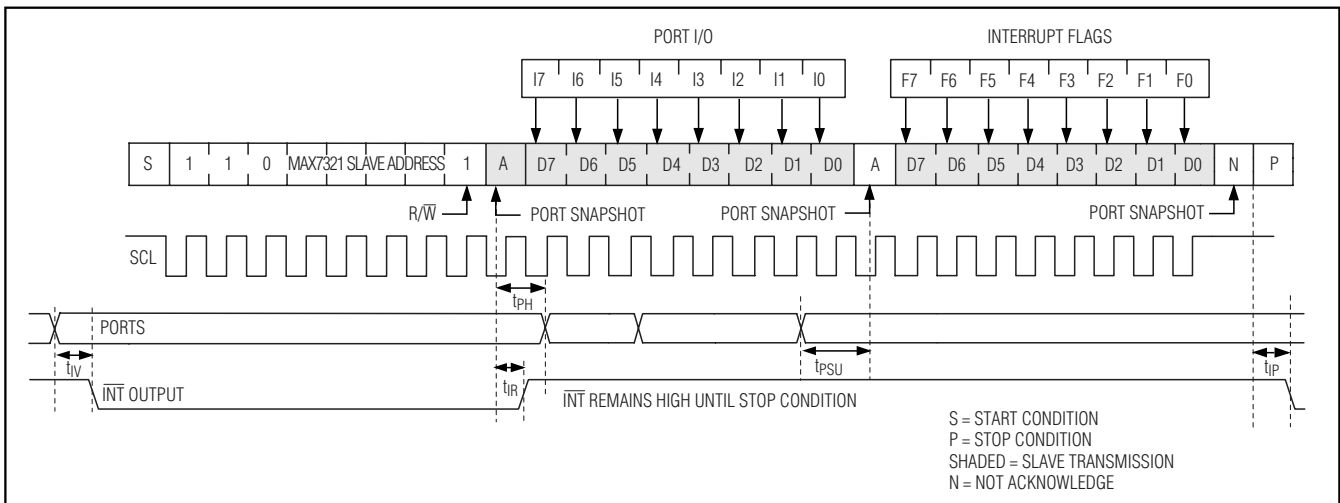 PORT I/O INTERRUPT FLAGS
I7 I6 I5 I4 I3 I2 I1 I0 F7 F6 F5 F4 F3 F2 F1 F0
S 1 1 0 MAX7321 SLAVE ADDRESS 1 A D7 D6 D5 D4 D3 D2 D1 D0 A D7 D6 D5 D4 D3 D2 D1 D0 N P
R/W̅ PORT SNAPSHOT PORT SNAPSHOT PORT SNAPSHOT
SCL
tPH
PORTS
tIV tIR tPSU tIP
I̅N̅T̅ OUTPUT I̅N̅T̅ REMAINS HIGH UNTIL STOP CONDITION
S = START CONDITION
P = STOP CONDITION
SHADED = SLAVE TRANSMISSION
N = NOT ACKNOWLEDGE